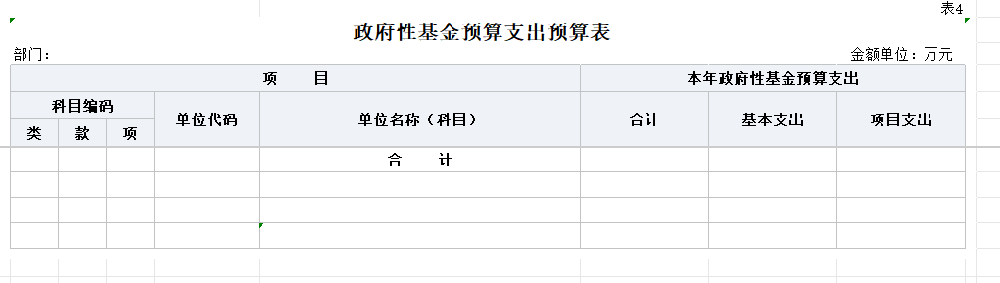 表4
政府性基金预算支出预算表
部门：
金额单位：万元
项 目
本年政府性基金预算支出
科目编码
单位代码
单位名称（科目）
合计
基本支出
项目支出
类
款
项
合 计